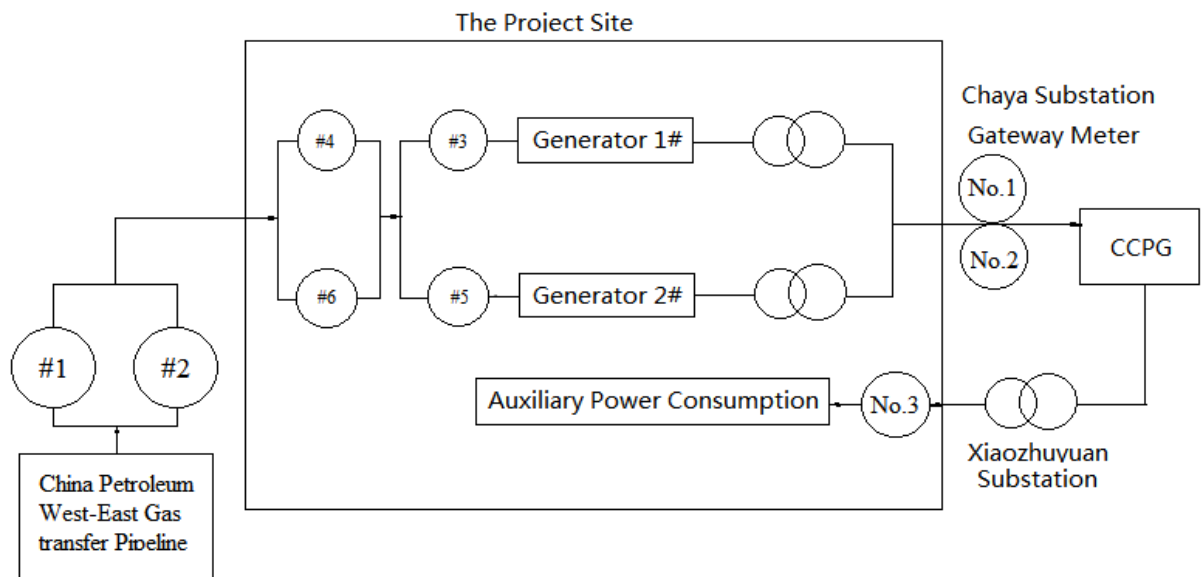 The Project Site
Chaya Substation
Gateway Meter
#4
#3
Generator 1#
No.1
No.2
CCPG
#6
#5
Generator 2#
#1
#2
Auxiliary Power Consumption
No.3
Xiaozhuyuan
Substation
China Petroleum
West-East Gas
transfer Pipeline